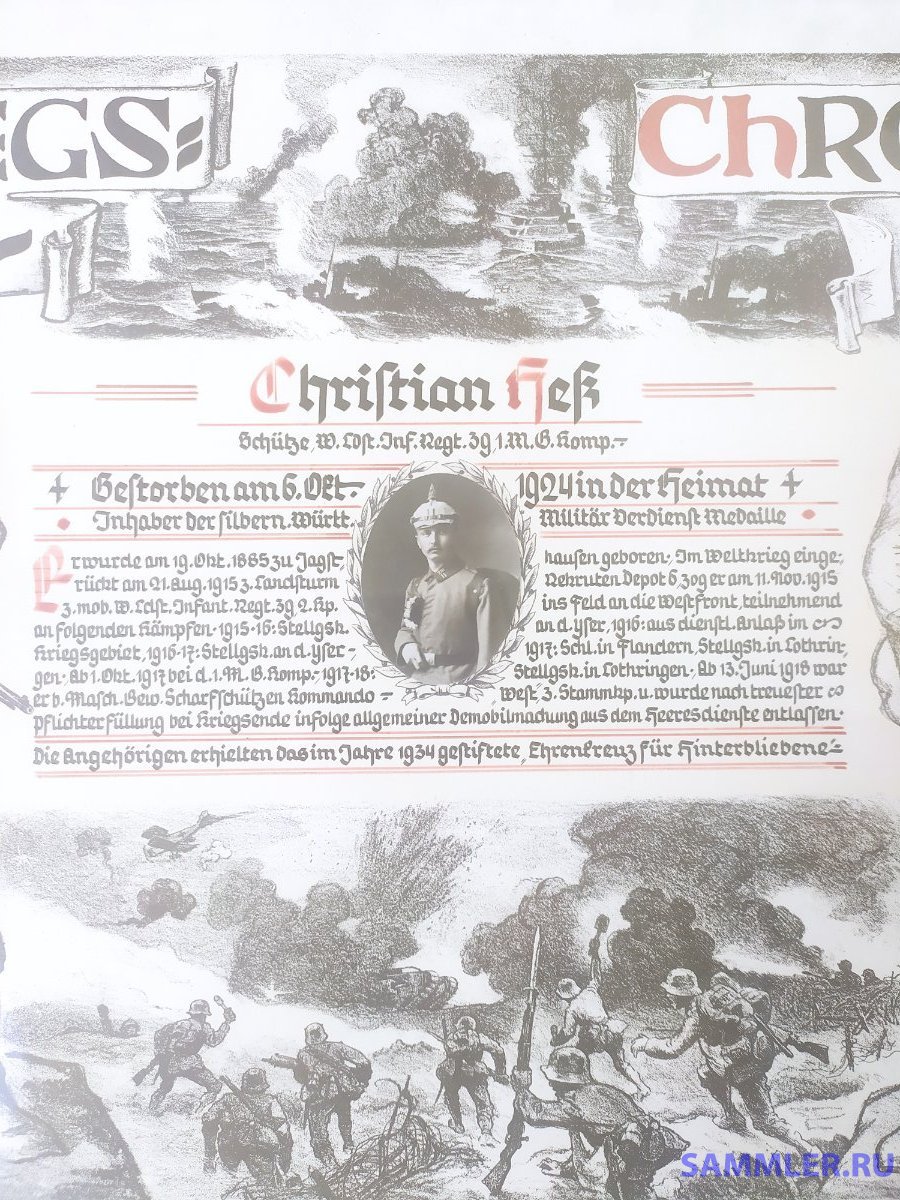 EGS=
ChRO
Christian Heß
Schütze, W. Ldst. Inf. Regt. 39, 1. M. G. Komp.
Gestorben am 6. Okt. 1924 in der Heimat
Inhaber der silbern. Württ. Militär Verdienst Medaille
Er wurde am 19. Okt. 1885 zu Jagst- hausen geboren. Im Weltkrieg einge-
rückt am 21. Aug. 1915 z. Landsturm Rekruten Depot 6 zog er am 11. Nov. 1915
z. mob. W. Ldst. Infant. Regt. 39 2. Kp. ins Feld an die Westfront, teilnehmend
an folgenden Kämpfen. 1915-16: Stellgsk. an d. Yser, 1916: aus dienstl. Anlaß im
Kriegsgebiet, 1916-17: Stellgsk. an d. Yser- 1917: Schl. in Flandern, Stellgsk. in Lothrin-
gen. Ab 1. Okt. 1917 bei d. 1. M. G. Komp. 1917-18: Stellgsk. in Lothringen. Ab 13. Juni 1918 war
er b. Masch. Gew. Scharfschützen Kommando West, 3. Stammkp. u. wurde nach treuester
Pflichterfüllung bei Kriegsende infolge allgemeiner Demobilmachung aus dem Heeresdienste entlassen.
Die Angehörigen erhielten das im Jahre 1934 gestiftete „Ehrenkreuz für Hinterbliebene“
SAMMLER.RU